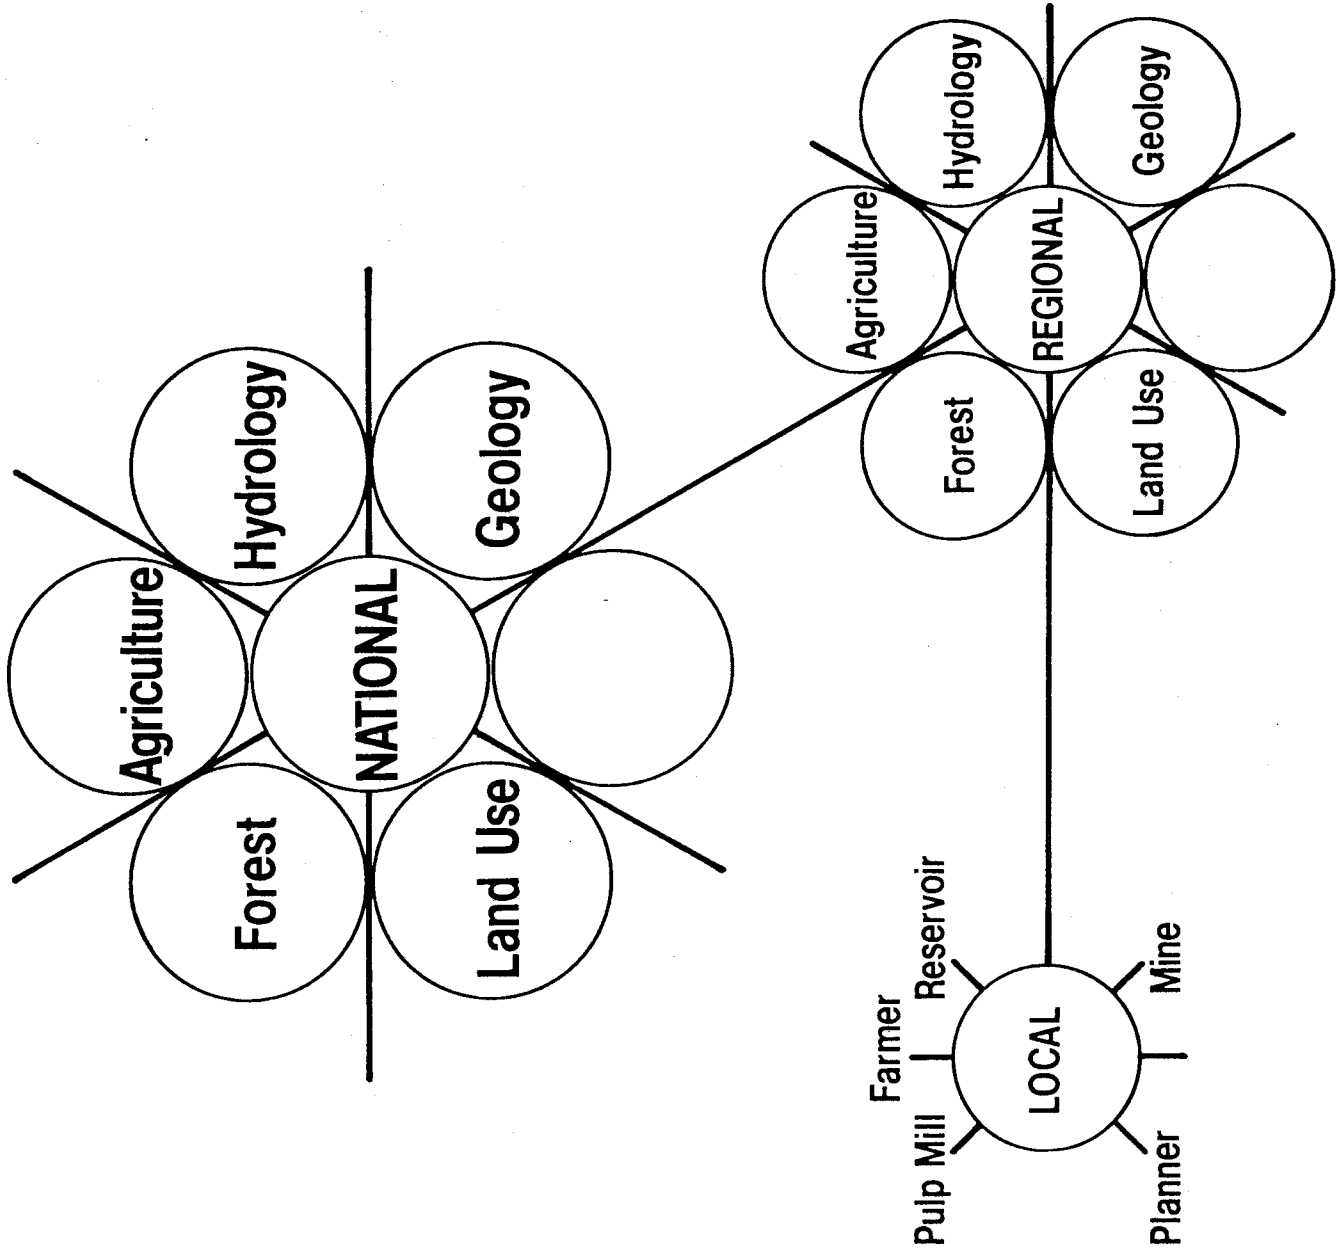 Agriculture
Forest
Hydrology
NATIONAL
Land Use
Geology
Agriculture
Forest
Hydrology
REGIONAL
Land Use
Geology
Farmer
Pulp Mill
Reservoir
LOCAL
Planner
Mine